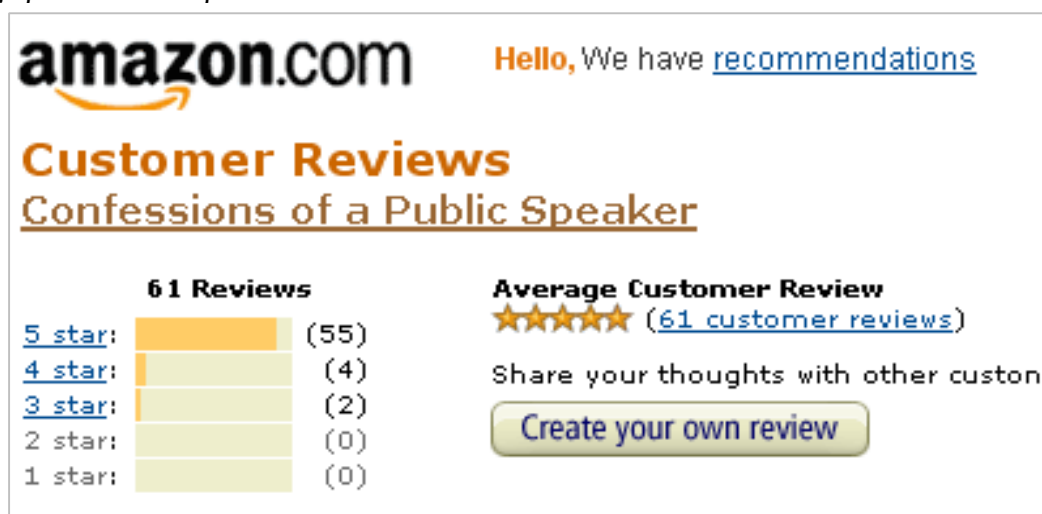 amazon.com
Hello, We have recommendations
Customer Reviews
Confessions of a Public Speaker
61 Reviews
5 star: (55)
4 star: (4)
3 star: (2)
2 star: (0)
1 star: (0)
Average Customer Review
(61 customer reviews)
Share your thoughts with other custon
Create your own review